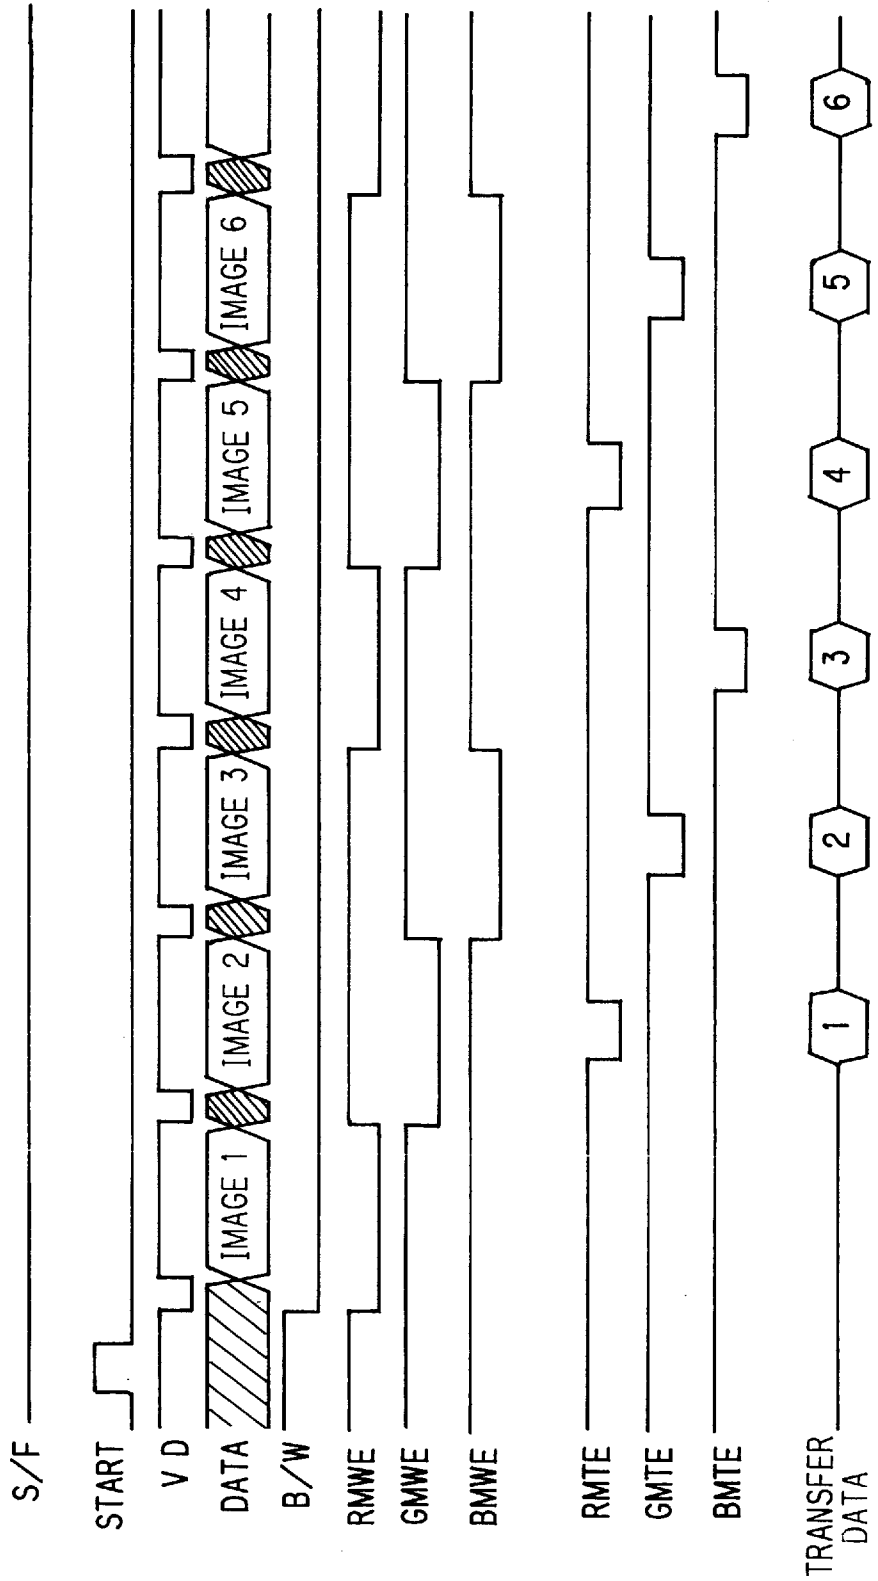 S/F
START
VD
DATA
IMAGE 1
IMAGE 2
IMAGE 3
IMAGE 4
IMAGE 5
IMAGE 6
B/W
RMWE
GMWE
BMWE
RMTE
GMTE
BMTE
TRANSFER
DATA
1
2
3
4
5
6